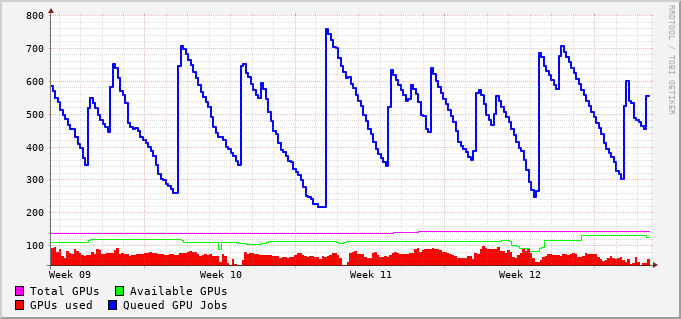 800
700
600
500
400
300
200
100
Week 09 Week 10 Week 11 Week 12
Total GPUs Available GPUs
GPUs used Queued GPU Jobs
RRDTOOL / TOBI OETIKER